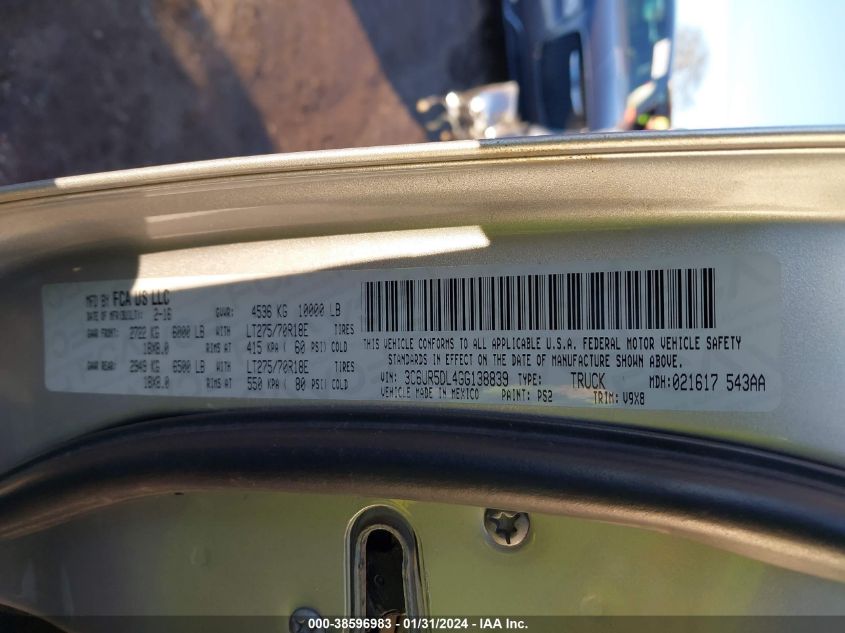 MFD BY FCA US LLC
DATE OF MFR(BUILT): 2-16 GVWR: 4536 KG 10000 LB
GAWR FRONT: 2722 KG 6000 LB WITH LT275/70R18E TIRES
18X8.0 RIMS AT 415 KPA ( 60 PSI) COLD
GAWR REAR: 2949 KG 6500 LB WITH LT275/70R18E TIRES
18X8.0 RIMS AT 550 KPA ( 80 PSI) COLD
THIS VEHICLE CONFORMS TO ALL APPLICABLE U.S.A. FEDERAL MOTOR VEHICLE SAFETY
STANDARDS IN EFFECT ON THE DATE OF MANUFACTURE SHOWN ABOVE.
VIN: 3C6UR5DL4GG138839 TYPE: TRUCK MDH:021617 543AA
VEHICLE MADE IN MEXICO PAINT: PS2 TRIM: V9X8
000-38596983 / 01/31/2024 - IAA Inc.